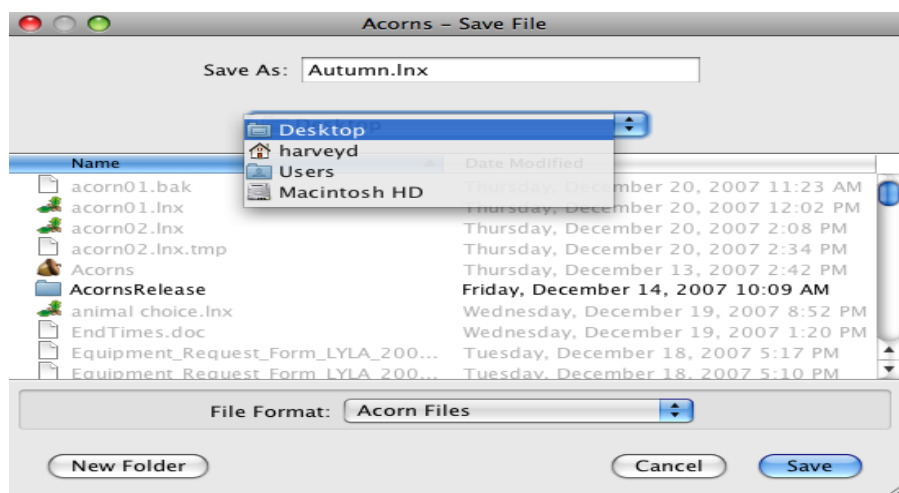 Acorns – Save File
Save As: Autumn.lnx
Desktop
harveyd
Users
Macintosh HD
Name Date Modified
acorn01.bak Thursday, December 20, 2007 11:23 AM
acorn01.lnx Thursday, December 20, 2007 12:02 PM
acorn02.lnx Thursday, December 20, 2007 2:08 PM
acorn02.lnx.tmp Thursday, December 20, 2007 2:34 PM
Acorns Thursday, December 13, 2007 2:42 PM
AcornsRelease Friday, December 14, 2007 10:09 AM
animal choice.lnx Wednesday, December 19, 2007 8:52 PM
EndTimes.doc Wednesday, December 19, 2007 1:20 PM
Equipment_Request_Form_LYLA_200... Tuesday, December 18, 2007 5:17 PM
Equipment_Request_Form_LYLA_200... Tuesday, December 18, 2007 5:10 PM
File Format: Acorn Files
New Folder Cancel Save